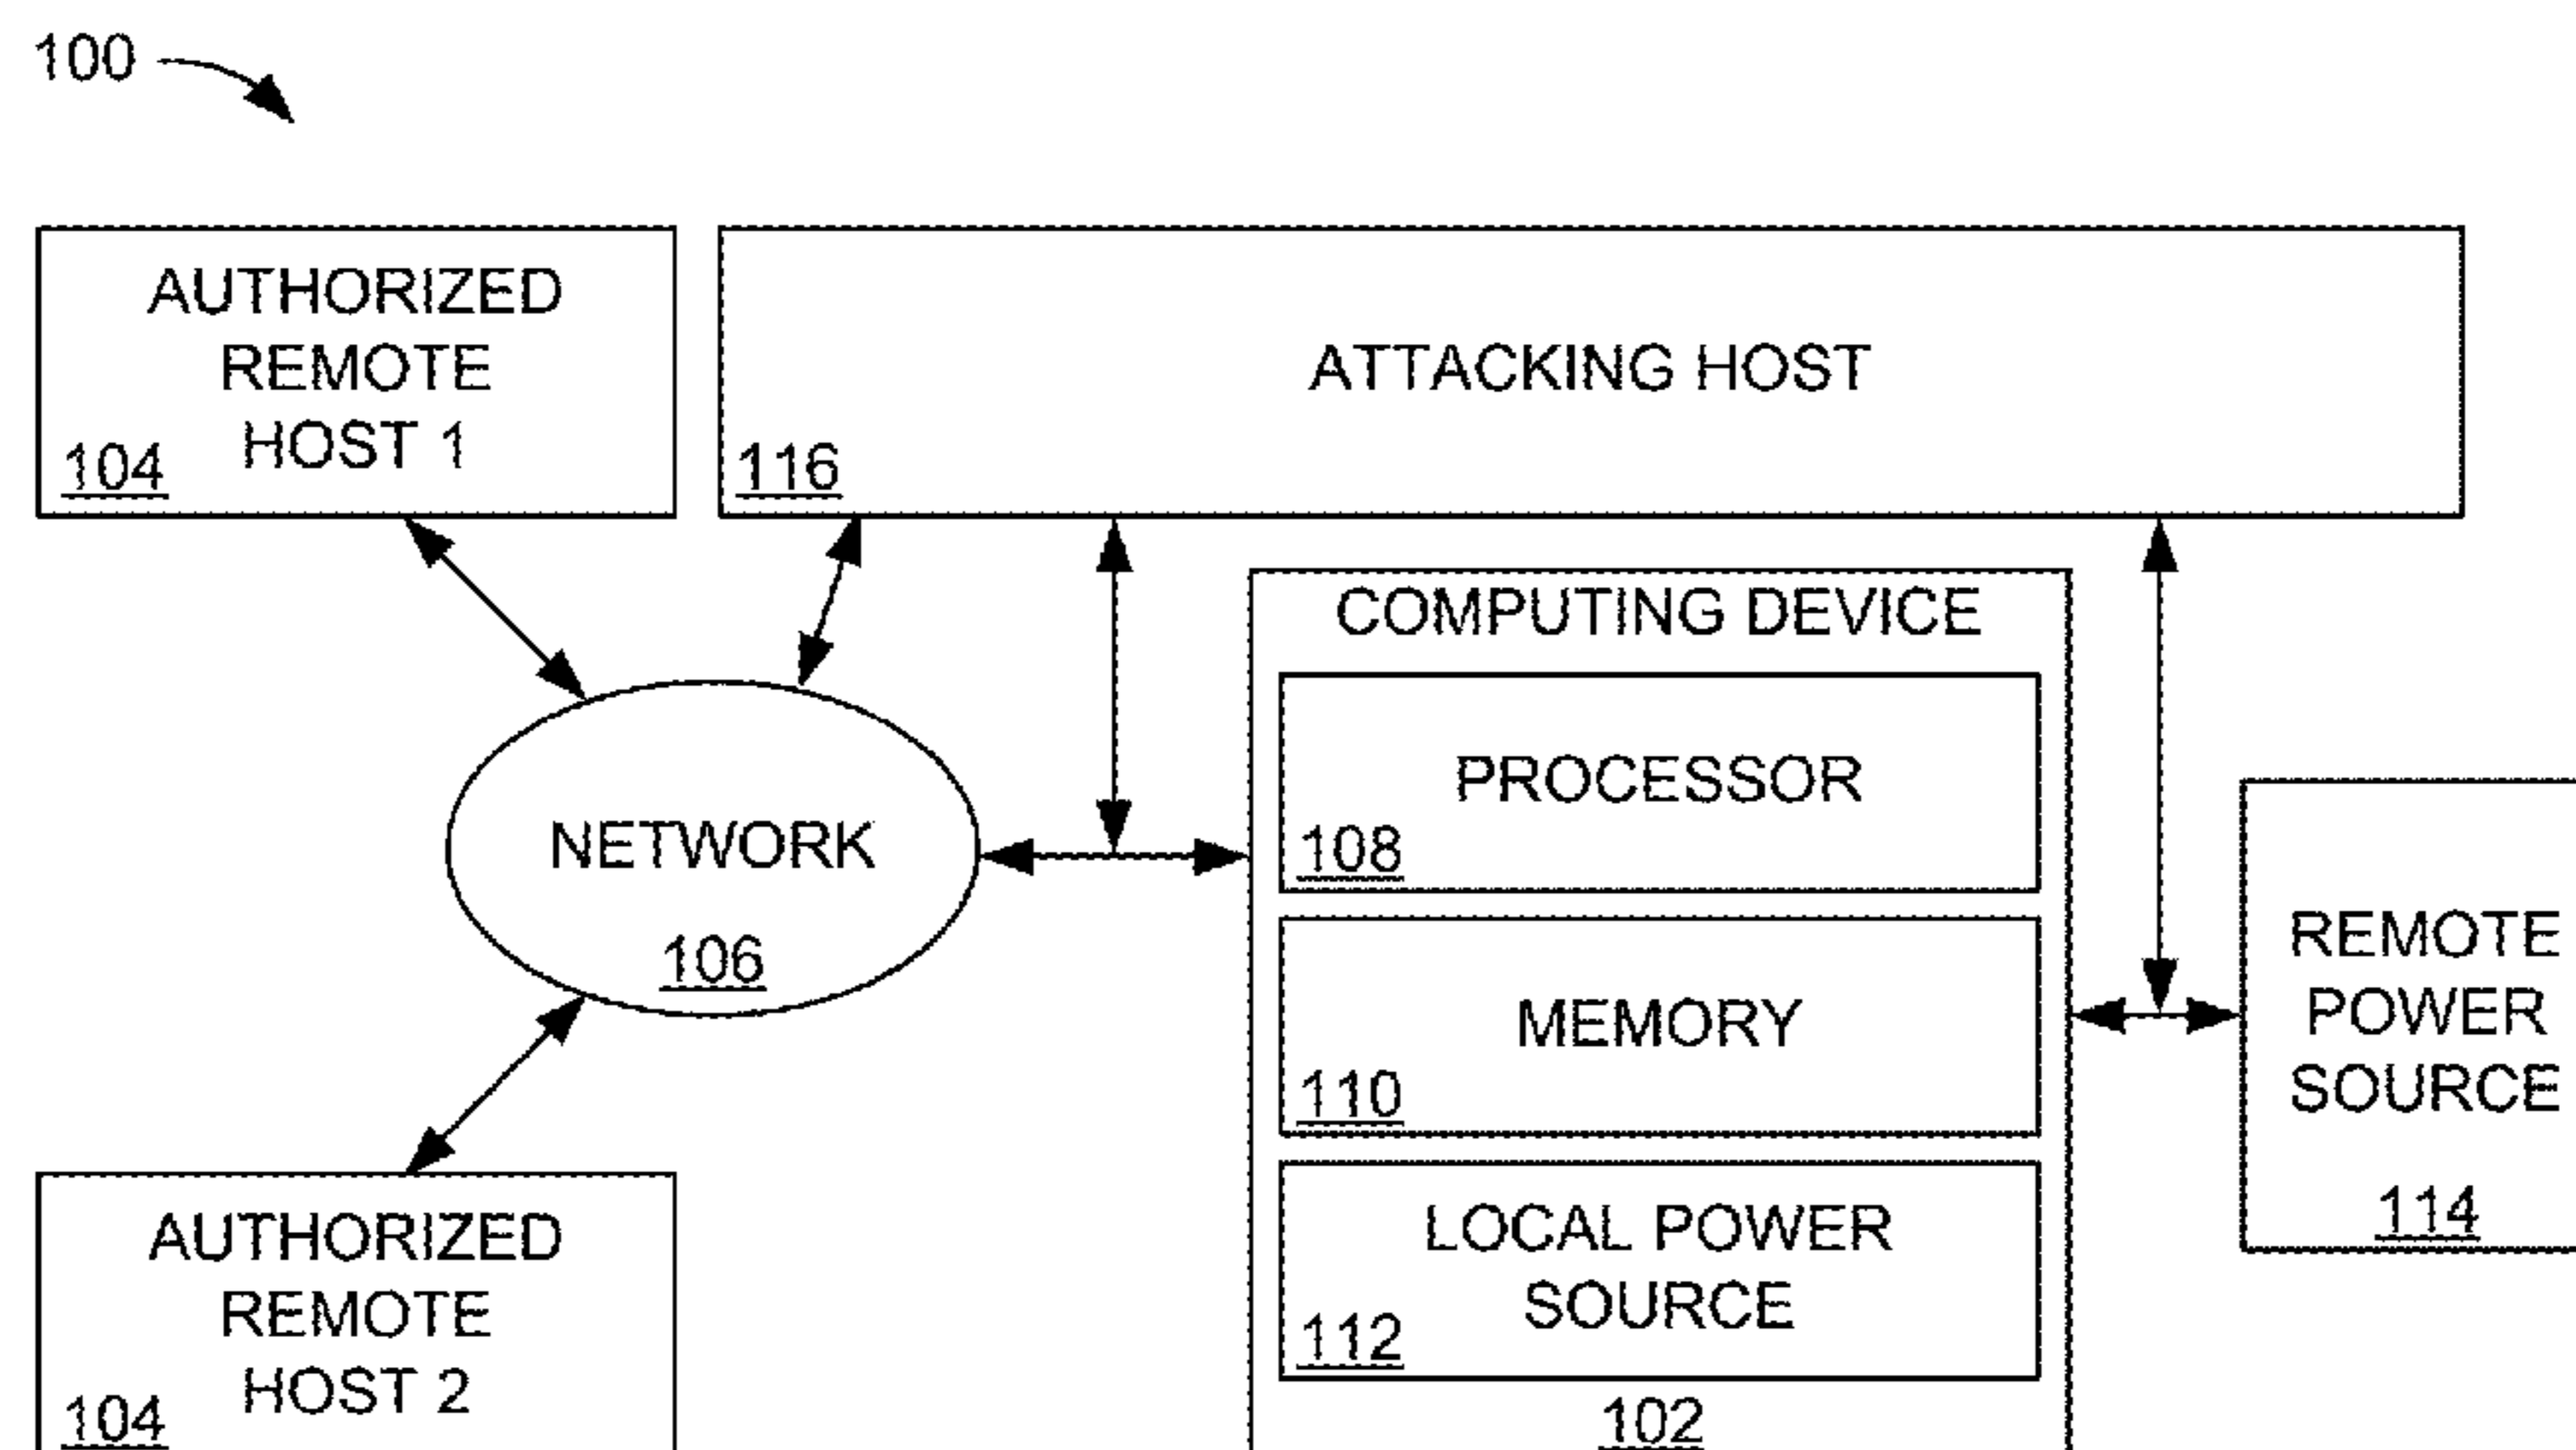 100
AUTHORIZED
REMOTE
HOST 1
104
ATTACKING HOST
116
COMPUTING DEVICE
PROCESSOR
108
NETWORK
106
MEMORY
110
REMOTE
POWER
SOURCE
114
LOCAL POWER
SOURCE
112
102
AUTHORIZED
REMOTE
HOST 2
104